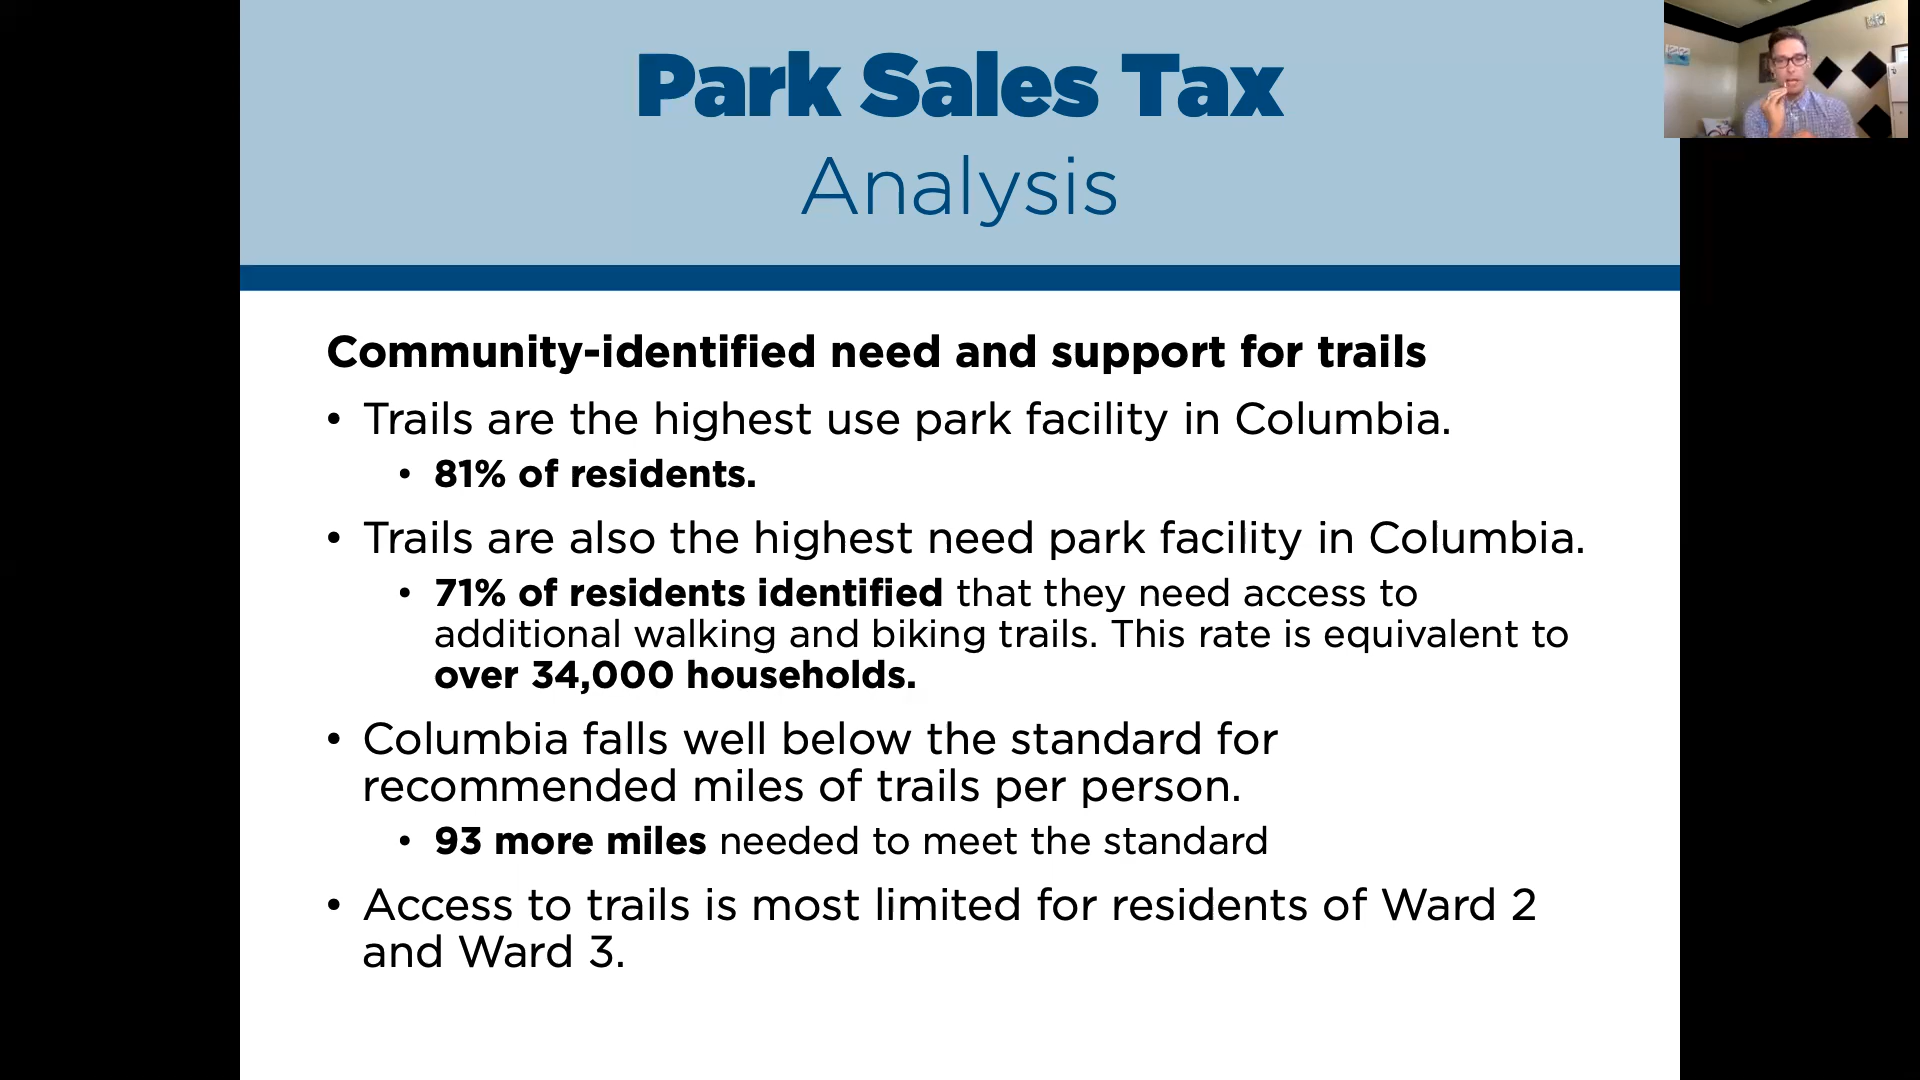 Park Sales Tax
Analysis
Community-identified need and support for trails
• Trails are the highest use park facility in Columbia.
• 81% of residents.
• Trails are also the highest need park facility in Columbia.
• 71% of residents identified that they need access to
additional walking and biking trails. This rate is equivalent to
over 34,000 households.
• Columbia falls well below the standard for
recommended miles of trails per person.
• 93 more miles needed to meet the standard
• Access to trails is most limited for residents of Ward 2
and Ward 3.